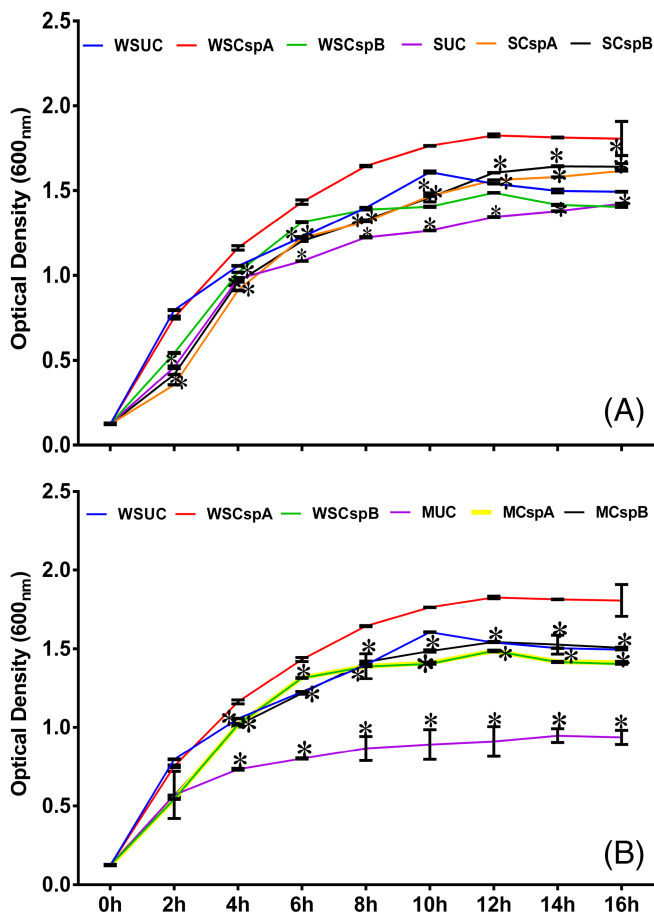 2.5
WSUC WSCspA WSCspB SUC SCspA SCspB
2.0
1.5
1.0
0.5
0.0
Optical Density (600nm)
(A)
* * * * * * * * * * * * * * * * * * * * * *
2.5
WSUC WSCspA WSCspB MUC MCspA MCspB
2.0
1.5
1.0
0.5
0.0
Optical Density (600nm)
(B)
0h 2h 4h 6h 8h 10h 12h 14h 16h